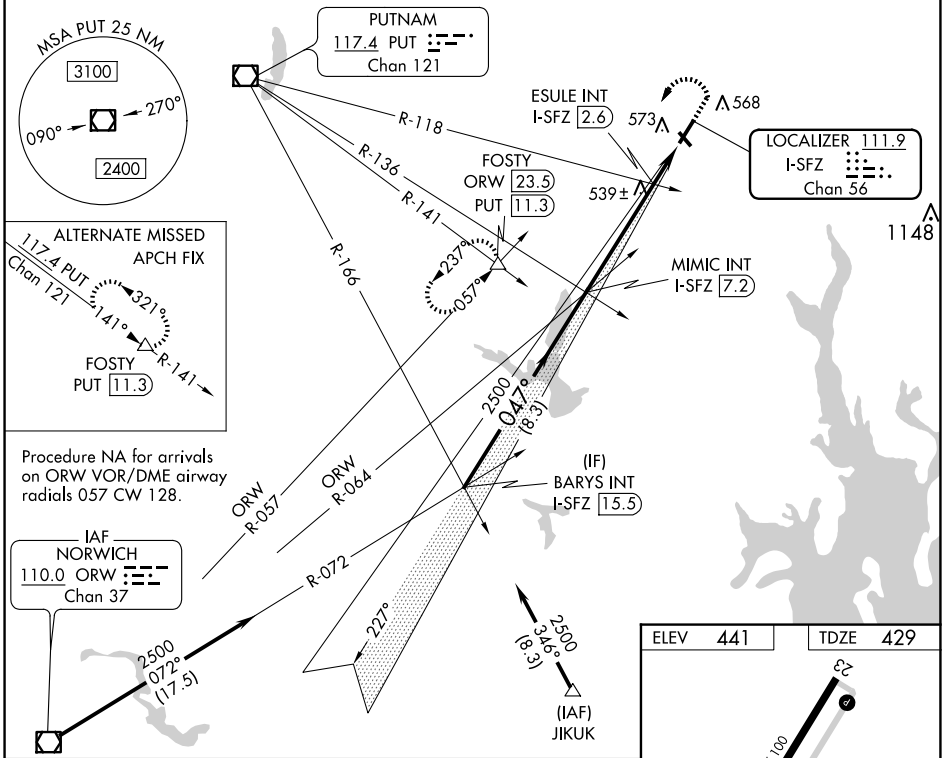 MSA PUT 25 NM
3100
090°
270°
2400
PUTNAM
117.4 PUT
Chan 121
R-118
R-136
R-141
R-166
ESULE INT
I-SFZ 2.6
573
568
539±
LOCALIZER 111.9
I-SFZ
Chan 56
1148
FOSTY
ORW 23.5
PUT 11.3
237°
057°
MIMIC INT
I-SFZ 7.2
ALTERNATE MISSED
APCH FIX
117.4 PUT
Chan 121
321°
141°
R-141
FOSTY
PUT 11.3
2500
047°
(8.3)
Procedure NA for arrivals
on ORW VOR/DME airway
radials 057 CW 128.
ORW
R-057
ORW
R-064
(IF)
BARYS INT
I-SFZ 15.5
IAF
NORWICH
110.0 ORW
Chan 37
R-072
2500
072°
(17.5)
227°
2500
346°
(8.3)
(IAF)
JIKUK
ELEV 441
TDZE 429
23
P
100